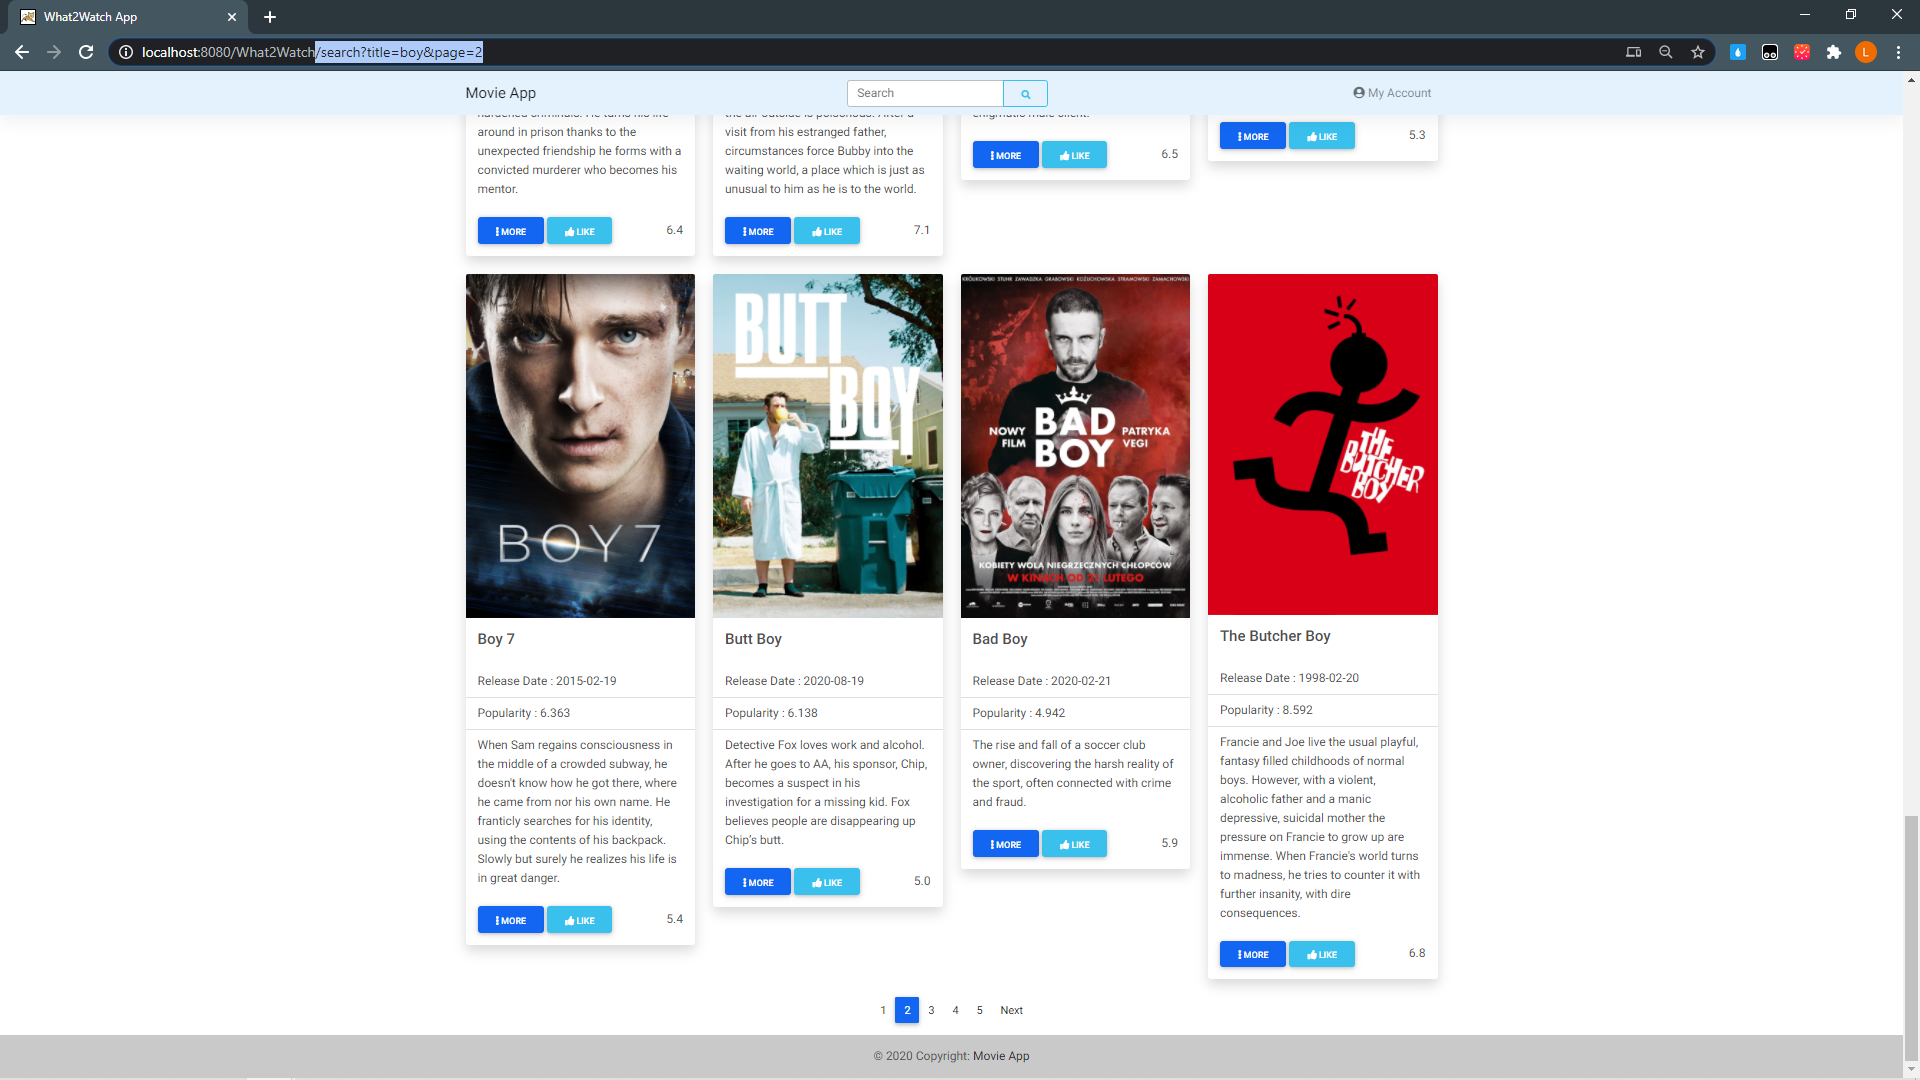 What2Watch App
localhost:8080/What2Watch/search?title=boy&page=2
L
Movie App
Search
My Account
around in prison thanks to the
unexpected friendship he forms with a
convicted murderer who becomes his
mentor.
MORE LIKE 6.4
visit from his estranged father,
circumstances force Bubby into the
waiting world, a place which is just as
unusual to him as he is to the world.
MORE LIKE 7.1
MORE LIKE 6.5
MORE LIKE 5.3
BOY 7
Boy 7
Release Date : 2015-02-19
Popularity : 6.363
When Sam regains consciousness in
the middle of a crowded subway, he
doesn't know how he got there, where
he came from nor his own name. He
franticly searches for his identity,
using the contents of his backpack.
Slowly but surely he realizes his life is
in great danger.
MORE LIKE 5.4
BUTT
BOY
Butt Boy
Release Date : 2020-08-19
Popularity : 6.138
Detective Fox loves work and alcohol.
After he goes to AA, his sponsor, Chip,
becomes a suspect in his
investigation for a missing kid. Fox
believes people are disappearing up
Chip's butt.
MORE LIKE 5.0
KRÓLIKOWSKI STUHR ZAWADZKA GRABOWSKI KOŻUCHOWSKA STRAMOWSKI ZAMACHOWSKI
NOWY FILM
BAD
BOY
PATRYKA VEGI
KOBIETY WOLĄ NIEGRZECZNYCH CHŁOPCÓW
W KINACH OD 21 LUTEGO
Bad Boy
Release Date : 2020-02-21
Popularity : 4.942
The rise and fall of a soccer club
owner, discovering the harsh reality of
the sport, often connected with crime
and fraud.
MORE LIKE 5.9
THE
BUTCHER
BOY
The Butcher Boy
Release Date : 1998-02-20
Popularity : 8.592
Francie and Joe live the usual playful,
fantasy filled childhoods of normal
boys. However, with a violent,
alcoholic father and a manic
depressive, suicidal mother the
pressure on Francie to grow up are
immense. When Francie's world turns
to madness, he tries to counter it with
further insanity, with dire
consequences.
MORE LIKE 6.8
1 2 3 4 5 Next
© 2020 Copyright: Movie App